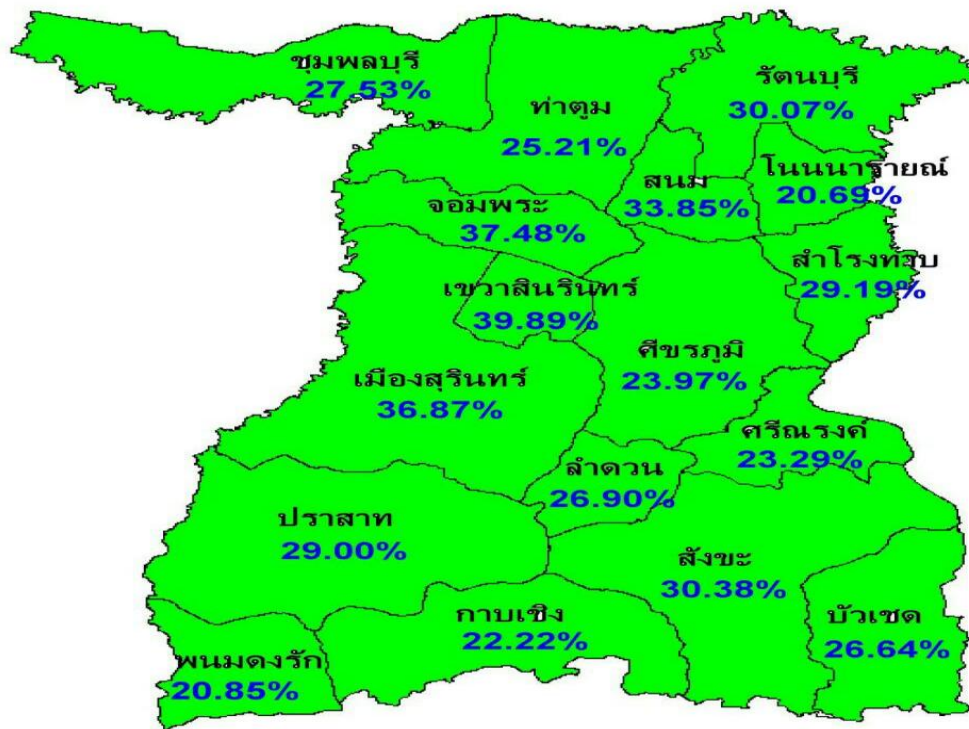 ชุมพลบุรี
27.53%
ท่าตูม
25.21%
รัตนบุรี
30.07%
สนม
33.85%
โนนนารายณ์
20.69%
จอมพระ
37.48%
สำโรงทาบ
29.19%
เขวาสินรินทร์
39.89%
ศีขรภูมิ
23.97%
เมืองสุรินทร์
36.87%
ศรีณรงค์
23.29%
ลำดวน
26.90%
ปราสาท
29.00%
สังขะ
30.38%
กาบเชิง
22.22%
บัวเชด
26.64%
พนมดงรัก
20.85%